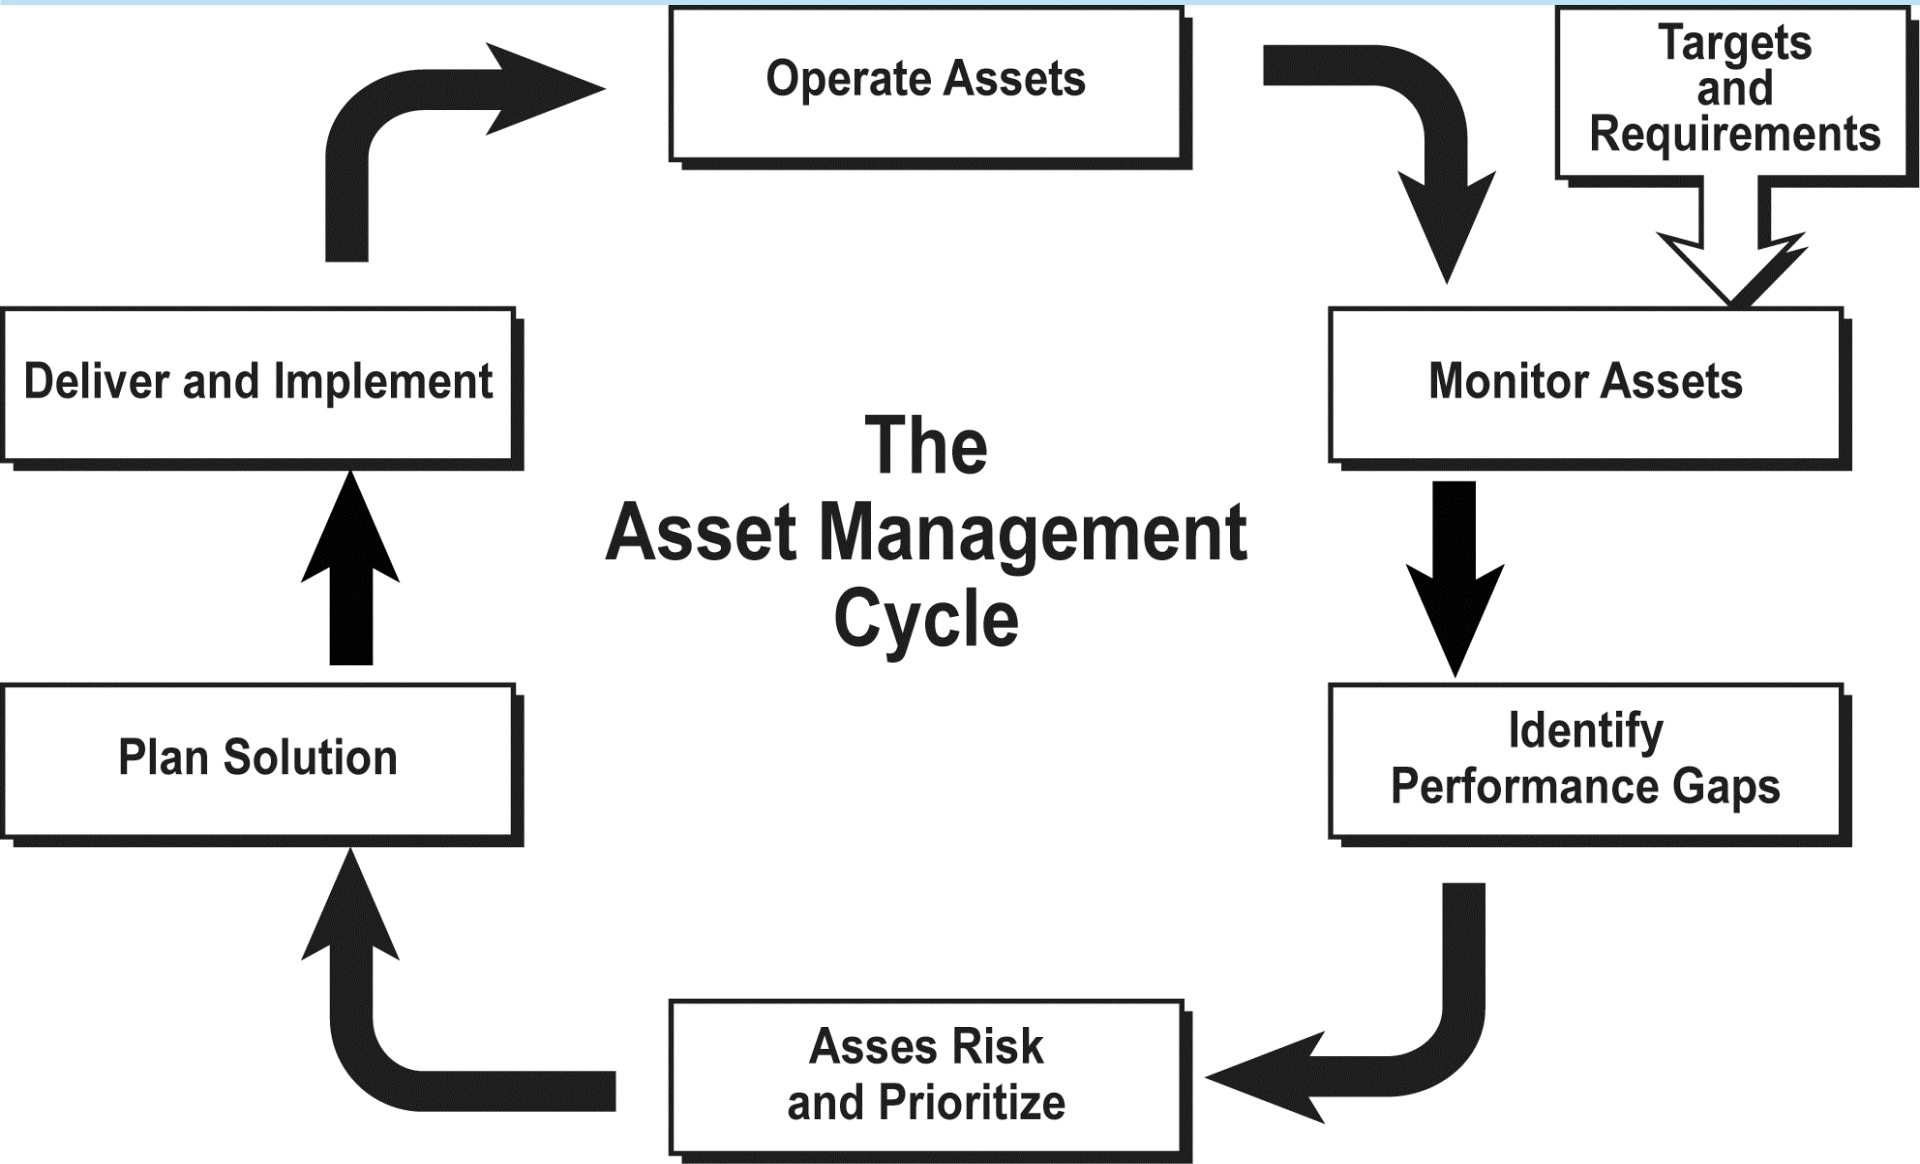 Operate Assets
Targets
and
Requirements
Deliver and Implement
Monitor Assets
The
Asset Management
Cycle
Plan Solution
Identify
Performance Gaps
Asses Risk
and Prioritize